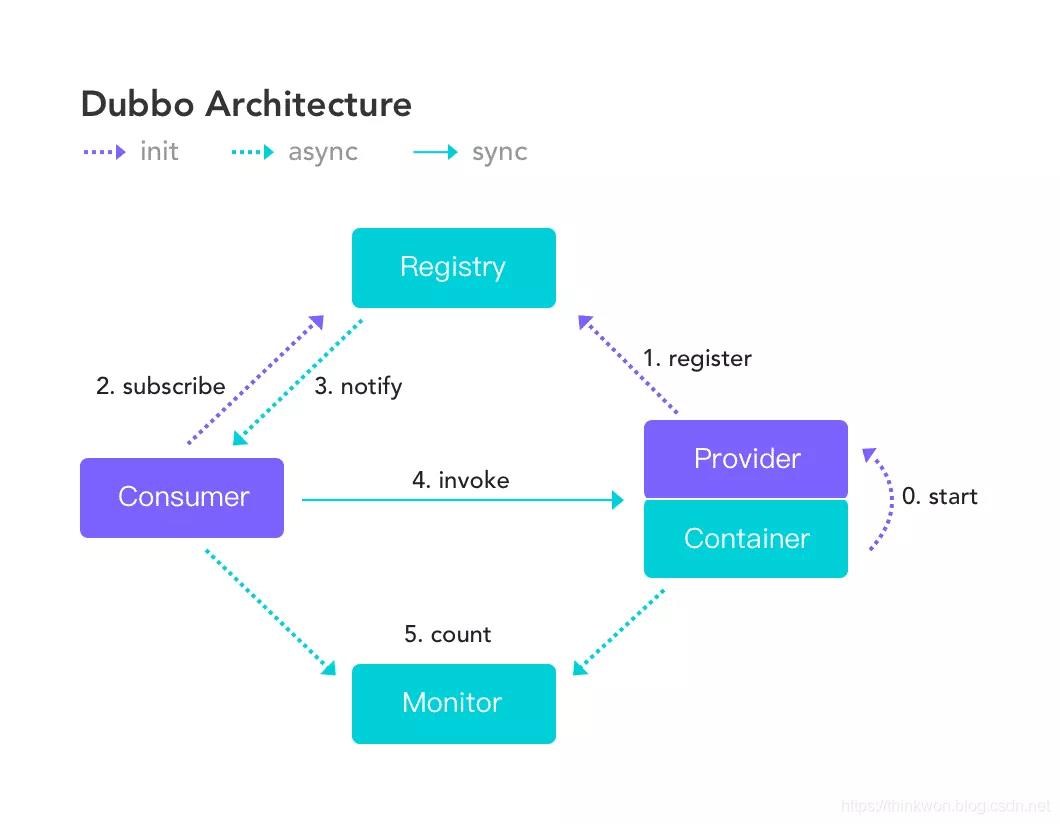 Dubbo Architecture
init async sync
Registry
1. register
2. subscribe 3. notify
Provider
4. invoke
Consumer
0. start
Container
5. count
Monitor
https://thinkwon.blog.csdn.net